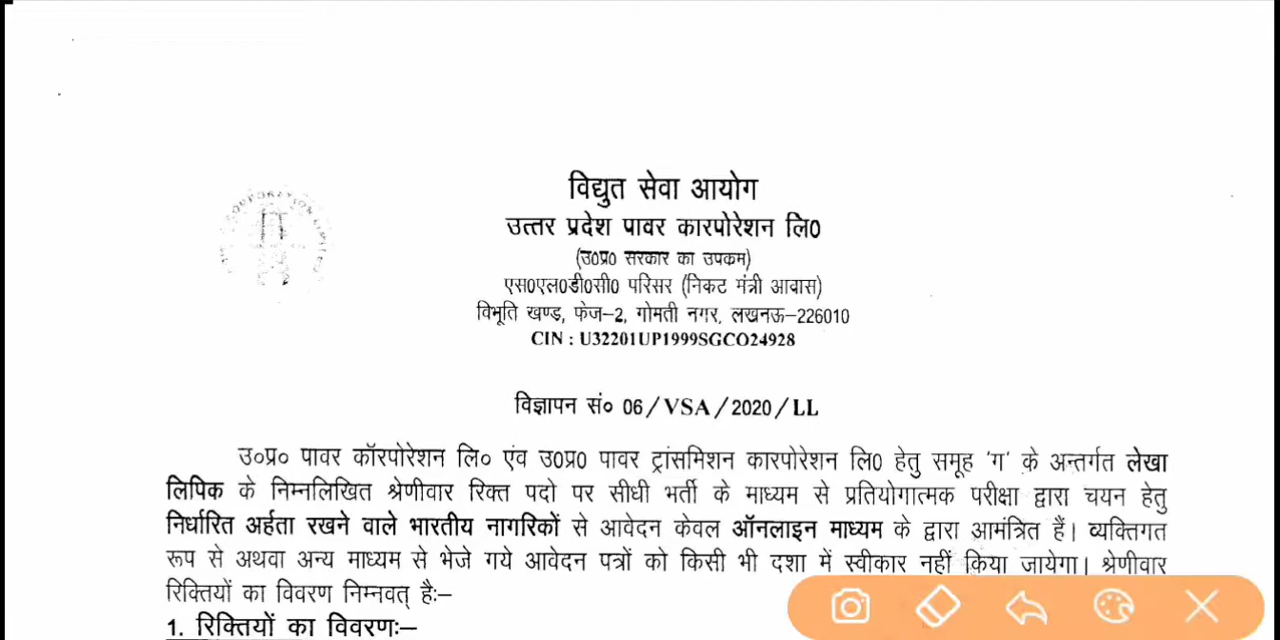 विद्युत सेवा आयोग
उत्तर प्रदेश पावर कारपोरेशन लि0
(उ0प्र0 सरकार का उपकम)
एस0एल0डी0सी0 परिसर (निकट मंत्री आवास)
विभूति खण्ड, फेज–2, गोमती नगर, लखनऊ–226010
CIN : U32201UP1999SGCO24928
विज्ञापन सं० 06/VSA/2020/LL
उ०प्र० पावर कॉरपोरेशन लि० एंव उ0प्र0 पावर ट्रांसमिशन कारपोरेशन लि0 हेतु समूह 'ग' के अन्तर्गत लेखा
लिपिक के निम्नलिखित श्रेणीवार रिक्त पदो पर सीधी भर्ती के माध्यम से प्रतियोगात्मक परीक्षा द्वारा चयन हेतु
निर्धारित अर्हता रखने वाले भारतीय नागरिकों से आवेदन केवल ऑनलाइन माध्यम के द्वारा आमंत्रित हैं। व्यक्तिगत
रूप से अथवा अन्य माध्यम से भेजे गये आवेदन पत्रों को किसी भी दशा में स्वीकार नहीं किया जायेगा। श्रेणीवार
रिक्तियों का विवरण निम्नवत् हैः–
1. रिक्तियों का विवरणः–